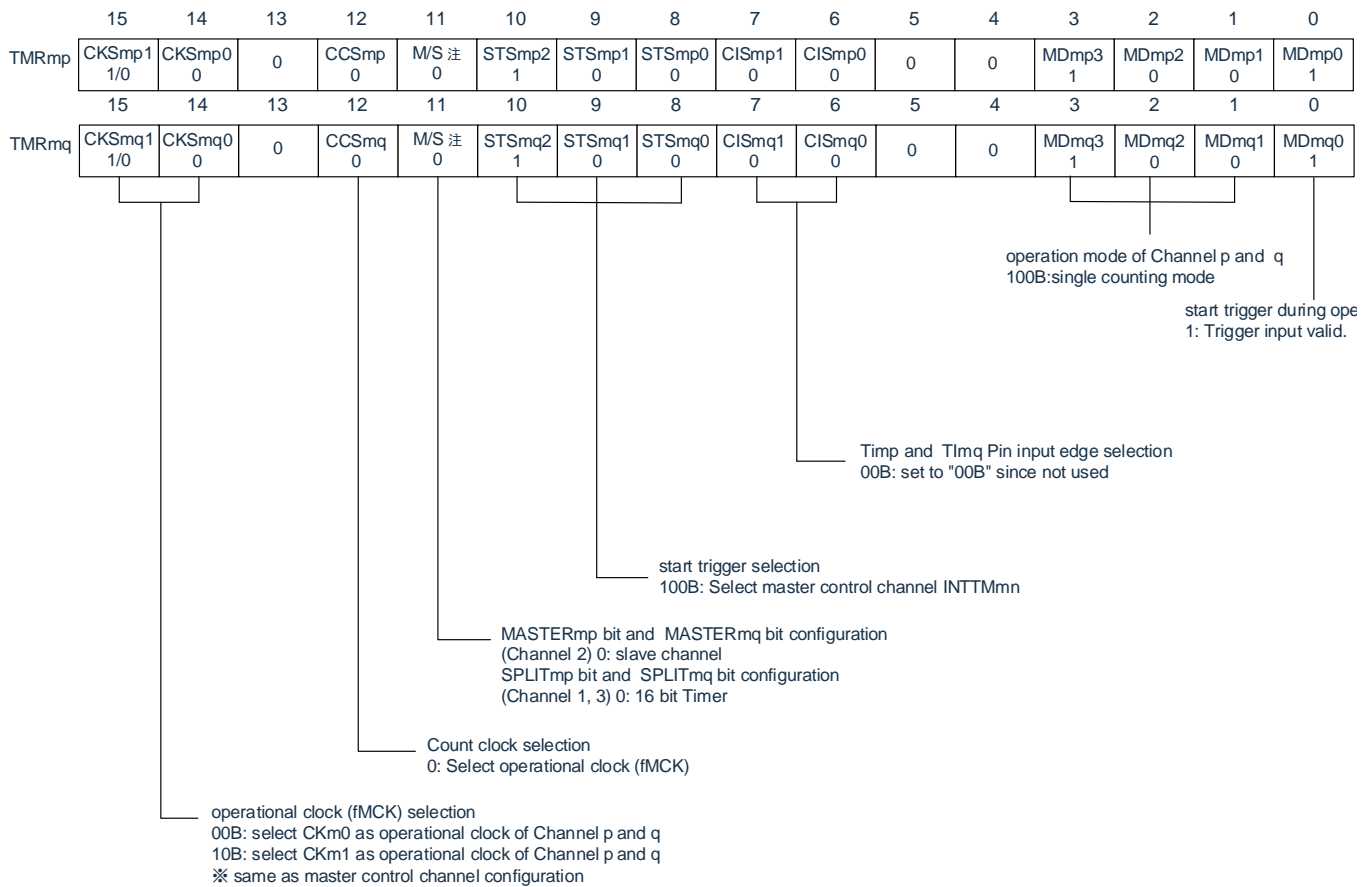 15 14 13 12 11 10 9 8 7 6 5 4 3 2 1 0
TMRmp CKSmp1 CKSmp0 0 CCSmp M/S 注 STSmp2 STSmp1 STSmp0 CISmp1 CISmp0 0 0 MDmp3 MDmp2 MDmp1 MDmp0
1/0 0 0 0 1 0 0 0 0 1 0 0 1
15 14 13 12 11 10 9 8 7 6 5 4 3 2 1 0
TMRmq CKSmq1 CKSmq0 0 CCSmq M/S 注 STSmq2 STSmq1 STSmq0 CISmq1 CISmq0 0 0 MDmq3 MDmq2 MDmq1 MDmq0
1/0 0 0 0 1 0 0 0 0 1 0 0 1
operation mode of Channel p and q
100B:single counting mode
start trigger during ope
1: Trigger input valid.
Timp and TImq Pin input edge selection
00B: set to "00B" since not used
start trigger selection
100B: Select master control channel INTTMmn
MASTERmp bit and MASTERmq bit configuration
(Channel 2) 0: slave channel
SPLITmp bit and SPLITmq bit configuration
(Channel 1, 3) 0: 16 bit Timer
Count clock selection
0: Select operational clock (fMCK)
operational clock (fMCK) selection
00B: select CKm0 as operational clock of Channel p and q
10B: select CKm1 as operational clock of Channel p and q
※ same as master control channel configuration